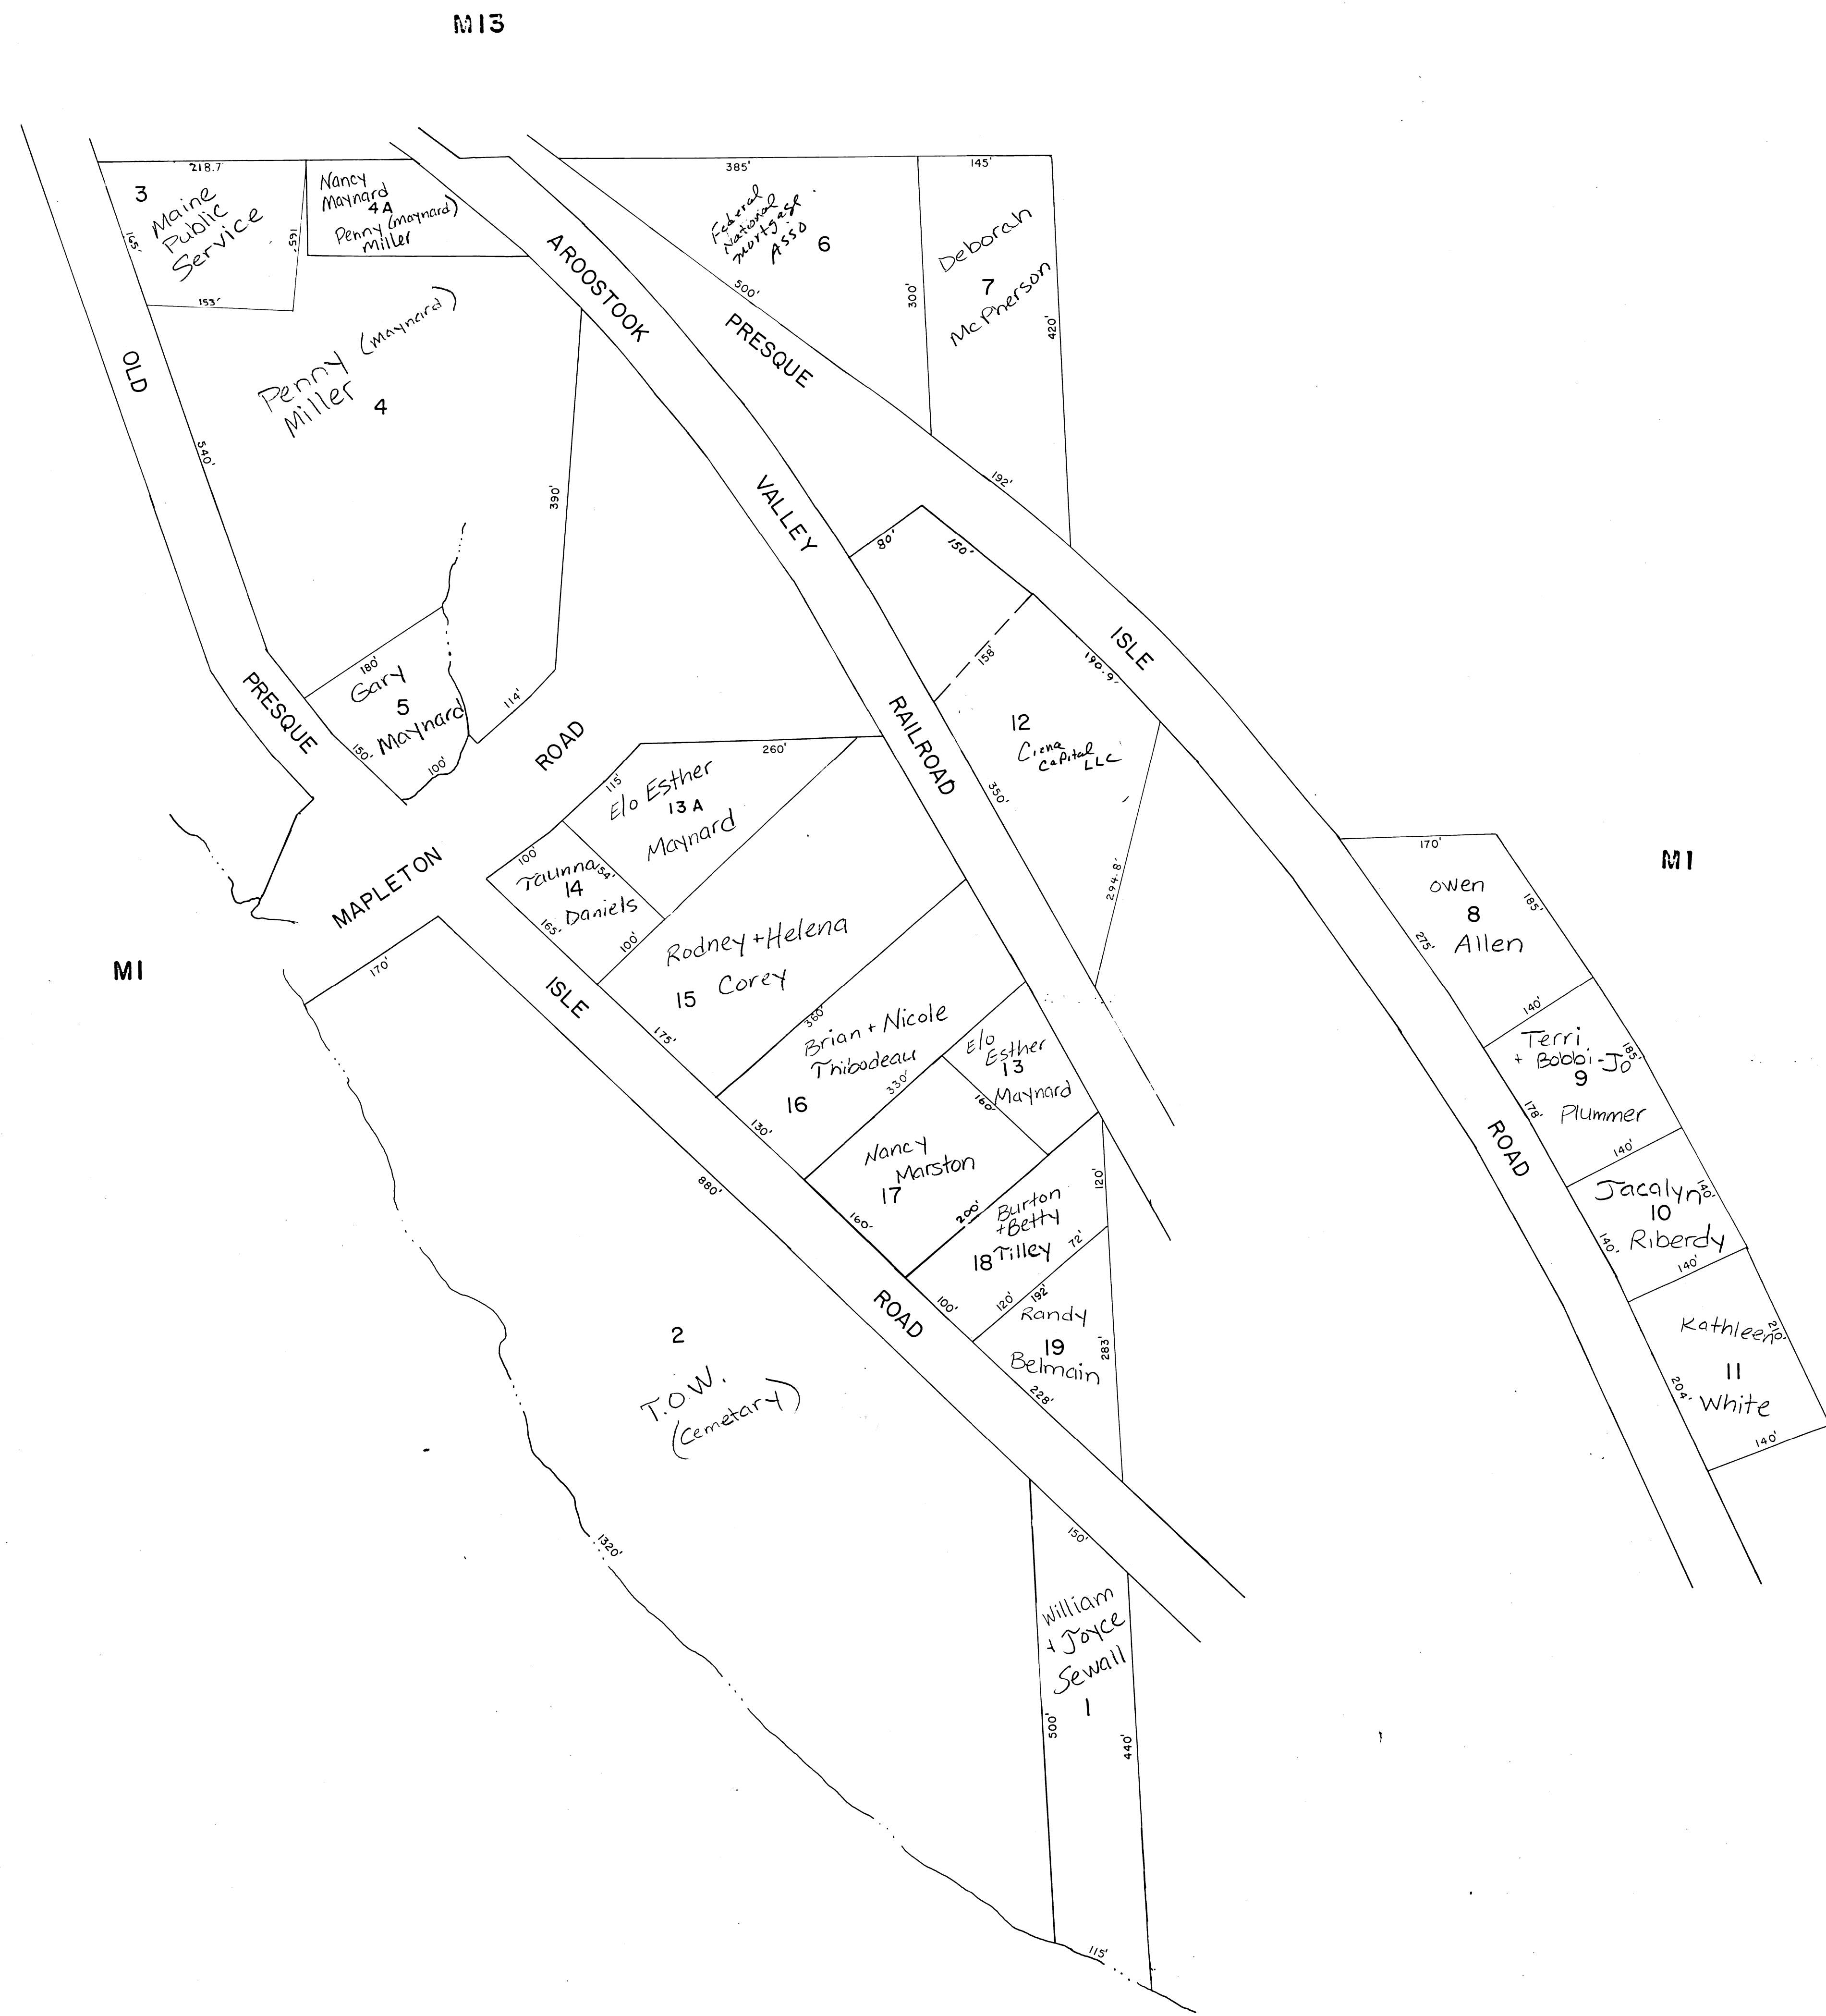 M13
218.7
3
Maine
Public
Service
165'
165'
153'
Nancy
Maynard
4A
Penny (maynard)
Miller
385'
Federal
National
mortgage
Asso
6
500'
300'
145'
Deborah
7
McPherson
420'
192'
OLD
PRESQUE
ISLE
ROAD
AROOSTOOK
VALLEY
RAILROAD
PRESQUE
ISLE
ROAD
MAPLETON
ROAD
Penny (maynard)
Miller
4
540'
390'
114'
180'
Gary
5
Maynard
150'
100'
80'
150'
158'
190.9'
12
Ciena
Capital
LLC
350'
294.8'
260'
115'
E/o Esther
13 A
Maynard
100'
Taunna
154'
14
Daniels
165'
100'
Rodney + Helena
15 Corey
175'
360'
Brian + Nicole
Thibodeau
16
130'
330'
E/o
Esther
13
Maynard
160'
Nancy
Marston
17
160'
200'
Burton
+ Betty
18 Tilley
120'
72'
100'
120'
192'
Randy
19
Belmain
283'
228'
170'
Owen
8
Allen
185'
275'
140'
Terri
+ Bobbi-Jo
9
Plummer
185'
178'
140'
Jacalyn
10
Riberdy
140'
140'
140'
Kathleen
11
White
210'
204'
140'
M1
M1
170'
880'
2
T.O.W.
(Cemetary)
1320'
150'
William
+ Joyce
Sewall
1
500'
440'
115'